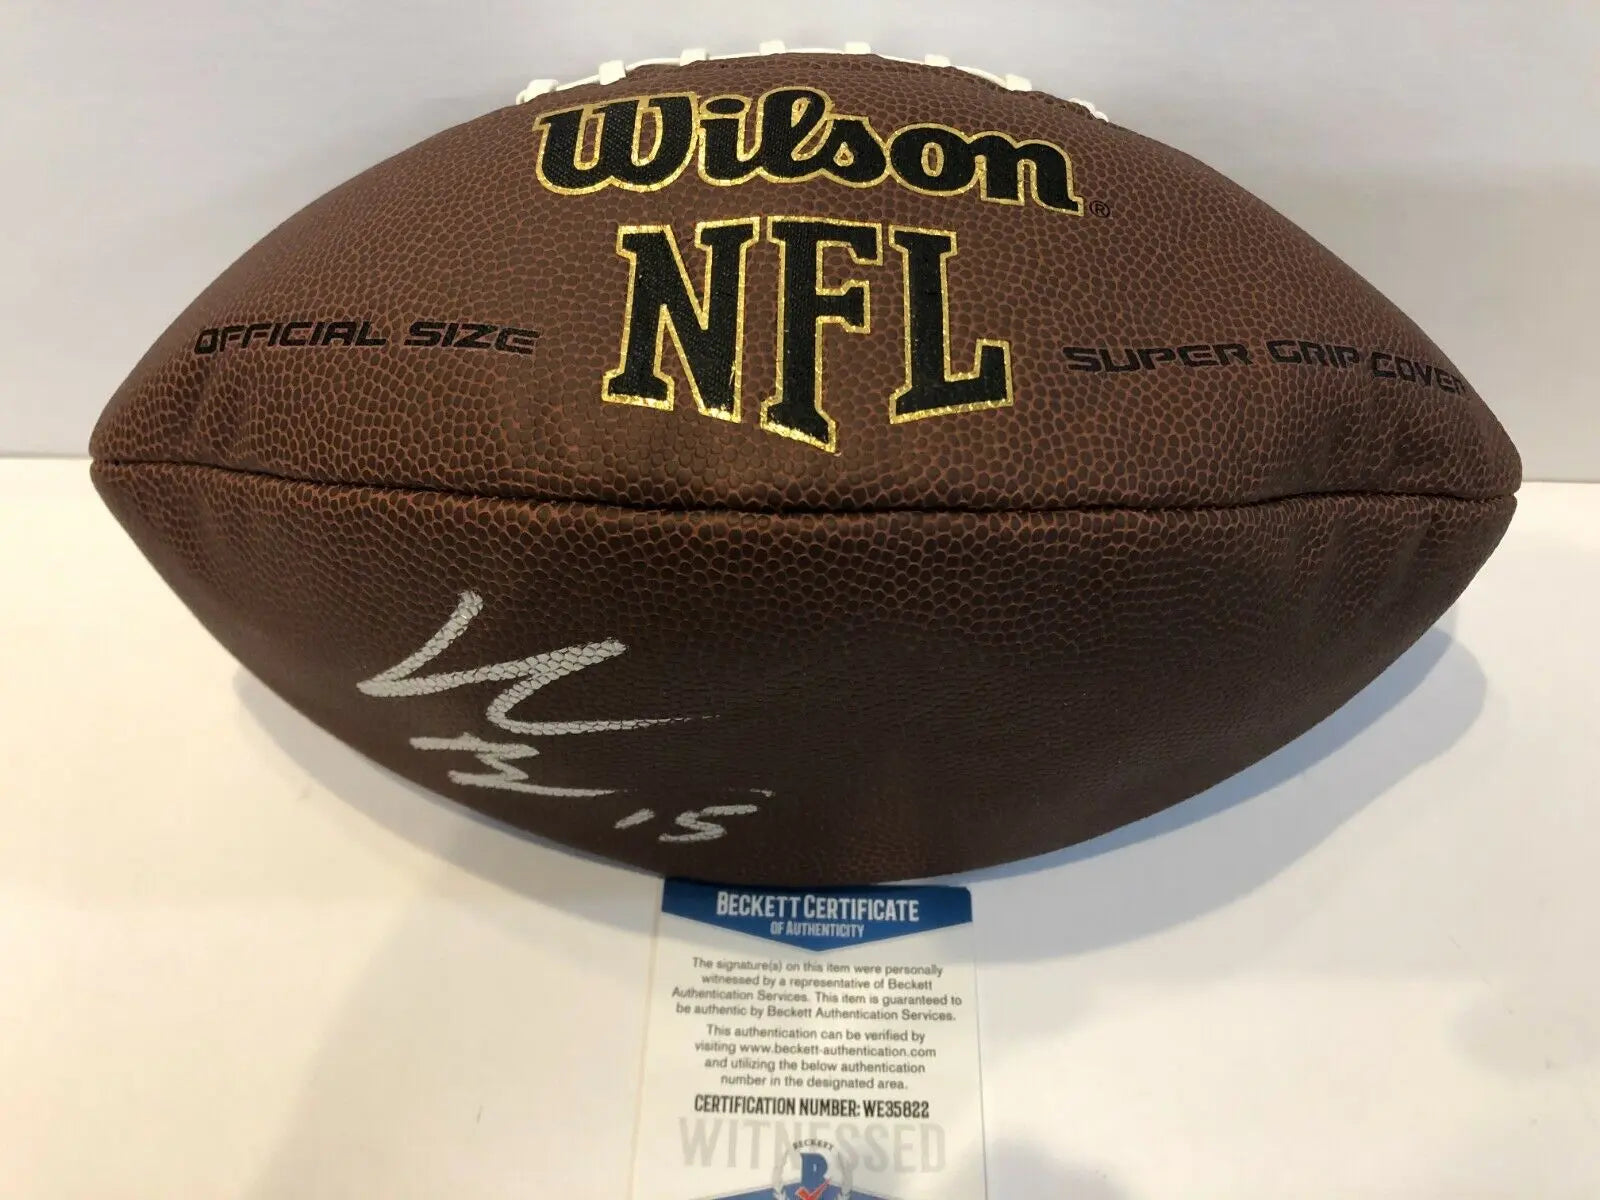 Wilson®
NFL
OFFICIAL SIZE
SUPER GRIP COVER
15
BECKETT CERTIFICATE
OF AUTHENTICITY
The signature(s) on this item were personally
witnessed by a representative of Beckett
Authentication Services. This item is guaranteed to
be authentic by Beckett Authentication Services.
This authentication can be verified by
visiting www.beckett-authentication.com
and utilizing the below authentication
number in the designated area.
CERTIFICATION NUMBER: WE35822
WITNESSED
BECKETT
B